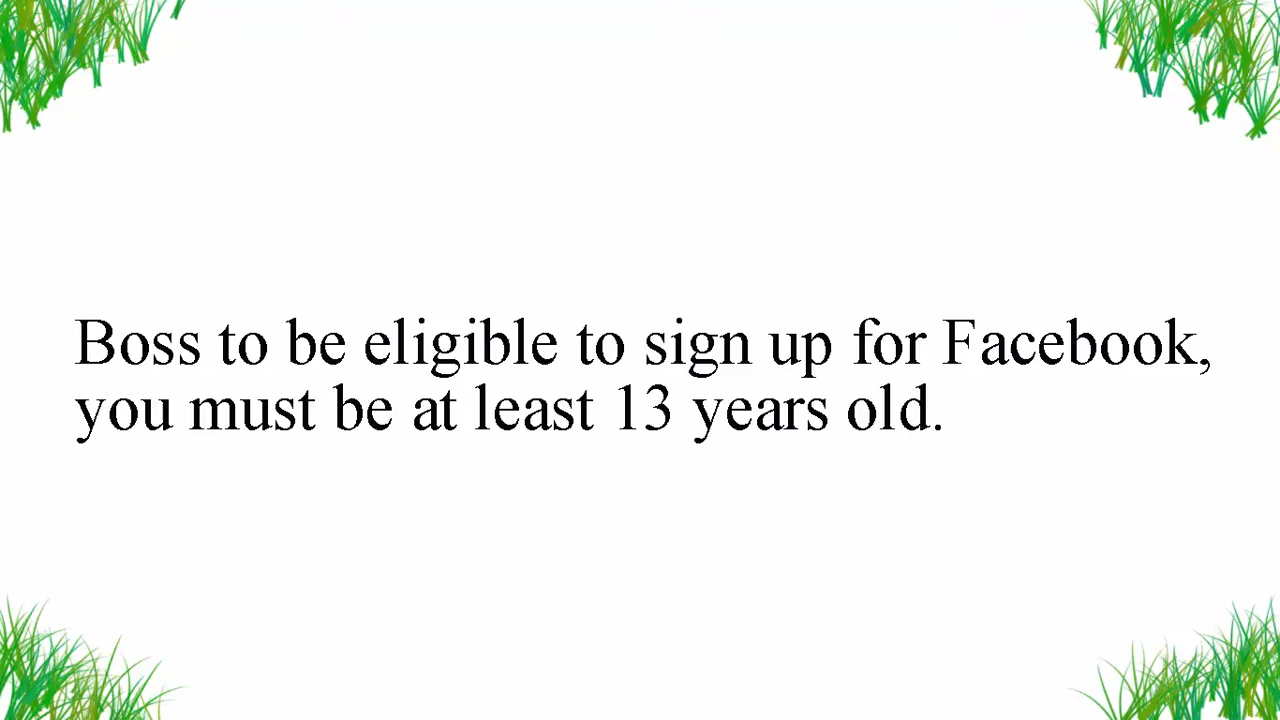 Boss to be eligible to sign up for Facebook,
you must be at least 13 years old.